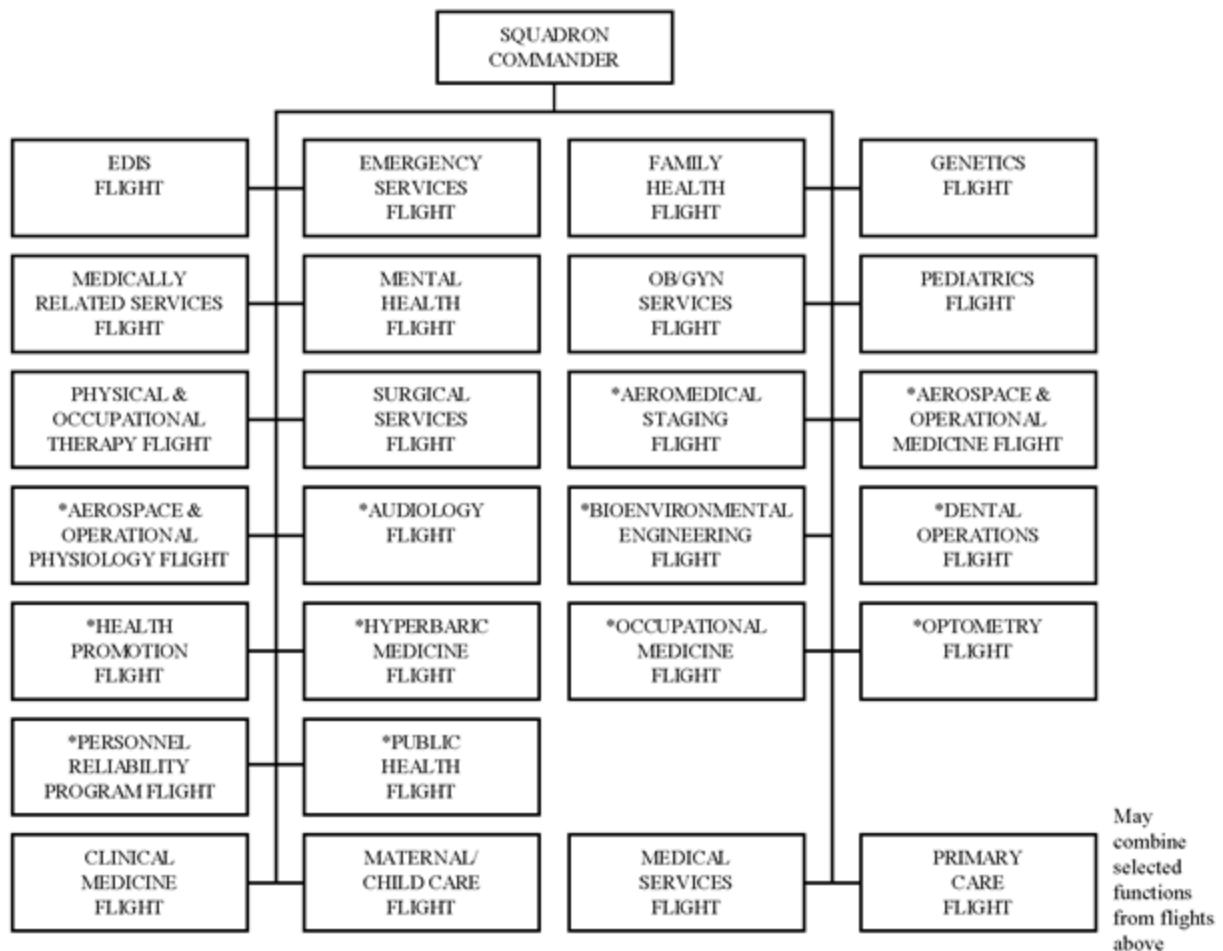 SQUADRON
COMMANDER
EDIS
FLIGHT
EMERGENCY
SERVICES
FLIGHT
FAMILY
HEALTH
FLIGHT
GENETICS
FLIGHT
MEDICALLY
RELATED SERVICES
FLIGHT
MENTAL
HEALTH
FLIGHT
OB/GYN
SERVICES
FLIGHT
PEDIATRICS
FLIGHT
PHYSICAL &
OCCUPATIONAL
THERAPY FLIGHT
SURGICAL
SERVICES
FLIGHT
*AEROMEDICAL
STAGING
FLIGHT
*AEROSPACE &
OPERATIONAL
MEDICINE FLIGHT
*AEROSPACE &
OPERATIONAL
PHYSIOLOGY FLIGHT
*AUDIOLOGY
FLIGHT
*BIOENVIRONMENTAL
ENGINEERING
FLIGHT
*DENTAL
OPERATIONS
FLIGHT
*HEALTH
PROMOTION
FLIGHT
*HYPERBARIC
MEDICINE
FLIGHT
*OCCUPATIONAL
MEDICINE
FLIGHT
*OPTOMETRY
FLIGHT
*PERSONNEL
RELIABILITY
PROGRAM FLIGHT
*PUBLIC
HEALTH
FLIGHT
CLINICAL
MEDICINE
FLIGHT
MATERNAL/
CHILD CARE
FLIGHT
MEDICAL
SERVICES
FLIGHT
PRIMARY
CARE
FLIGHT
May
combine
selected
functions
from flights
above